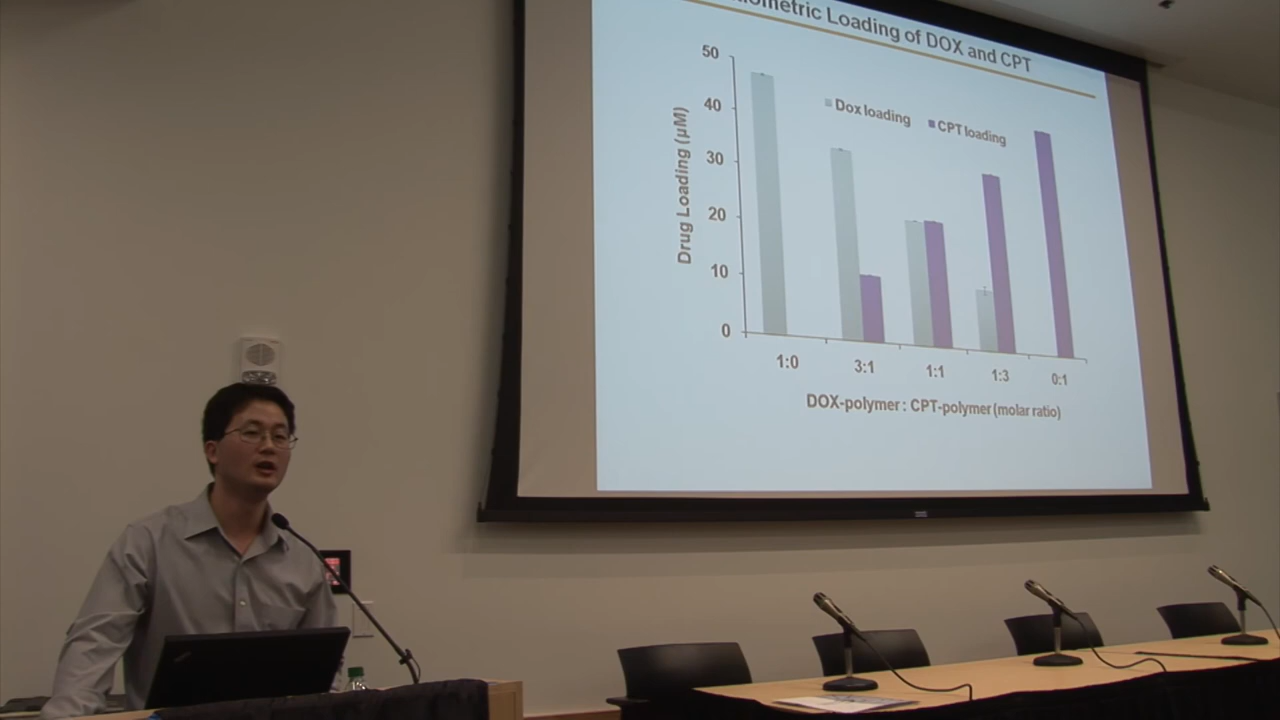 Loading of DOX and CPT
50
40
30
20
10
0
Drug Loading (µM)
Dox loading
CPT loading
1:0
3:1
1:1
1:3
0:1
DOX-polymer : CPT-polymer (molar ratio)